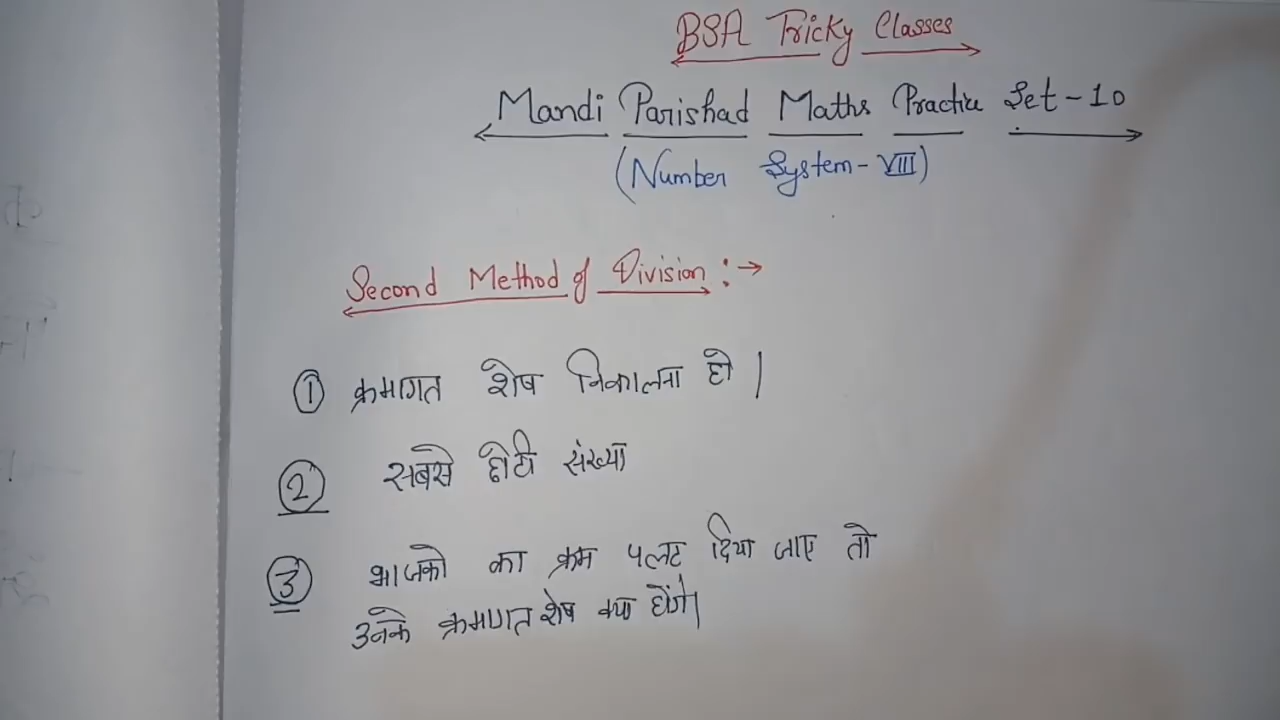 BSA Tricky Classes
Mandi Parishad Maths Practice Set-10
(Number System-VIII)
Second Method of Division :→
① क्रमागत शेष निकालना हो |
② सबसे छोटी संख्या
③ भाजको का क्रम पलट दिया जाए तो
उनके क्रमागत शेष क्या होंगे|